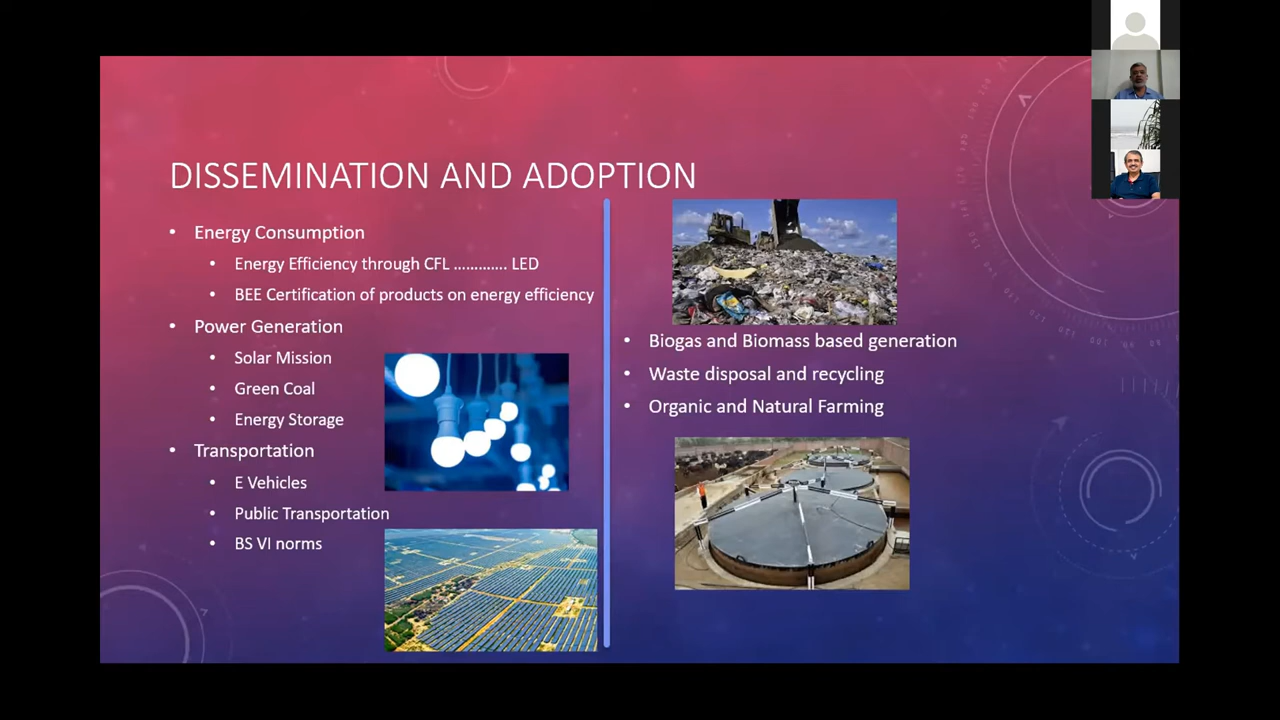 DISSEMINATION AND ADOPTION
• Energy Consumption
• Energy Efficiency through CFL ............. LED
• BEE Certification of products on energy efficiency
• Power Generation
• Solar Mission
• Green Coal
• Energy Storage
• Transportation
• E Vehicles
• Public Transportation
• BS VI norms
• Biogas and Biomass based generation
• Waste disposal and recycling
• Organic and Natural Farming